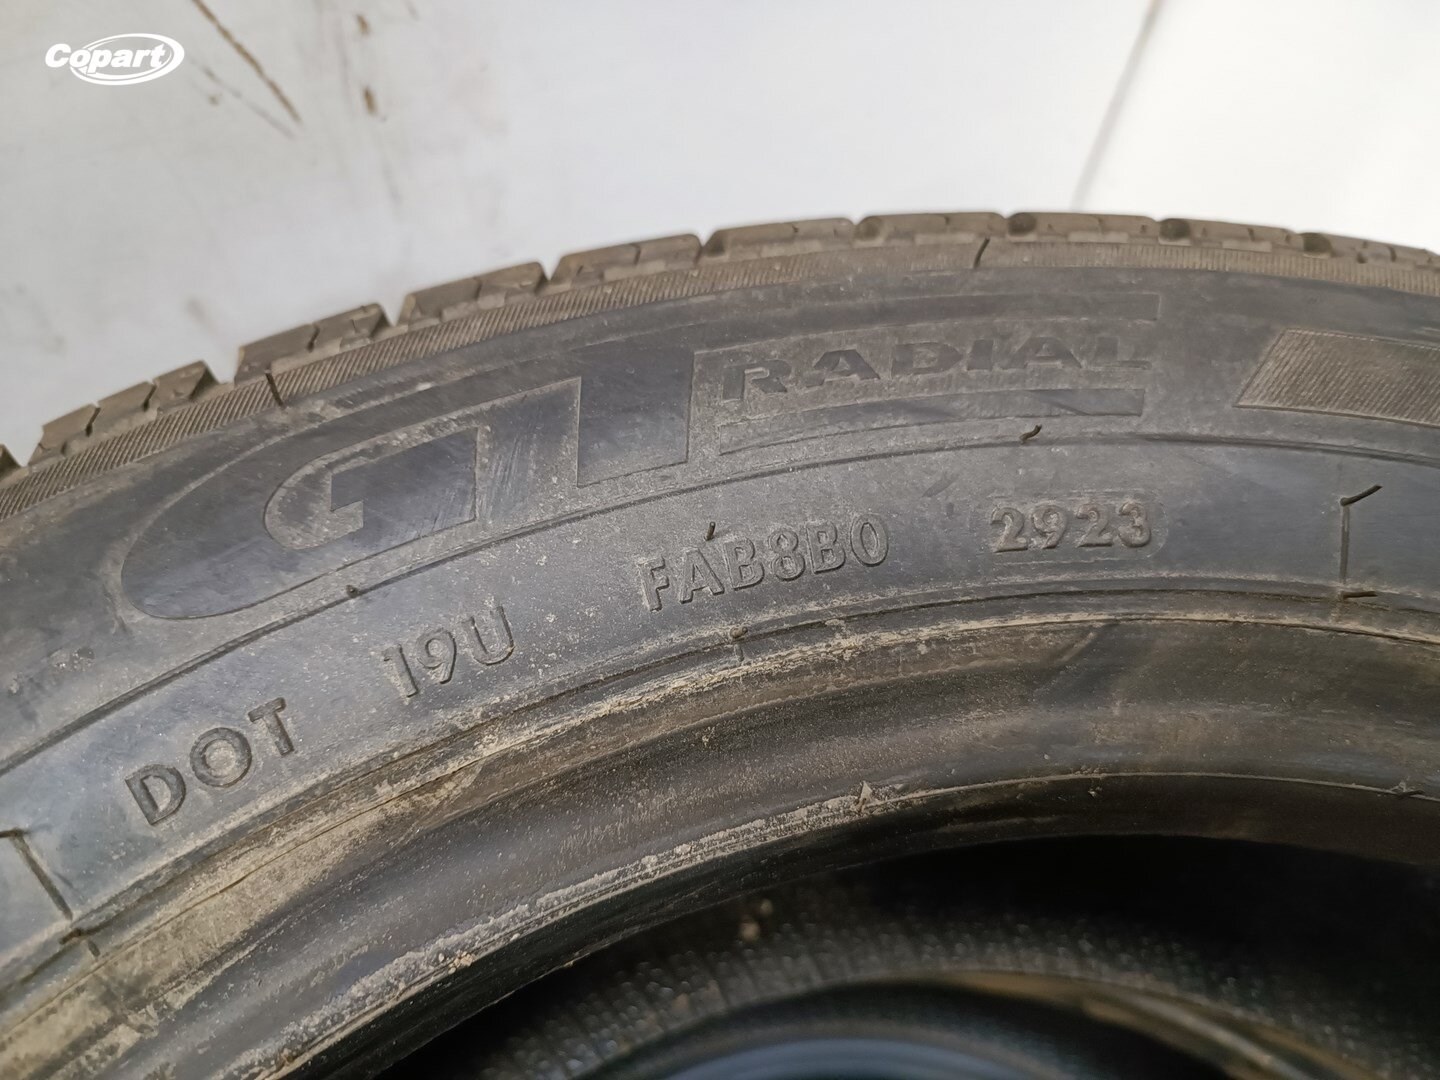 Copart
GT RADIAL
DOT 19U FAB8B0 2923